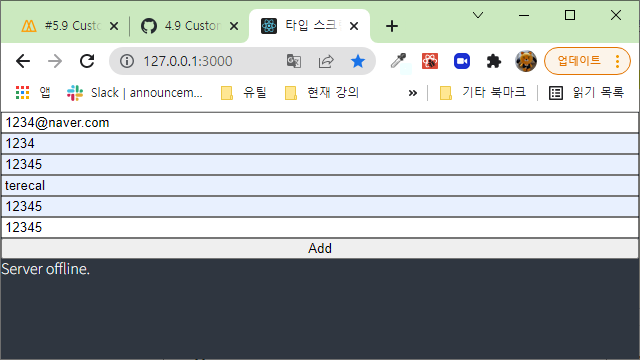 #5.9 Custo
4.9 Custor
타입 스크
127.0.0.1:3000
업데이트
앱
Slack | announcem...
유틸
현재 강의
기타 북마크
읽기 목록
1234@naver.com
1234
12345
terecal
12345
12345
Add
Server offline.